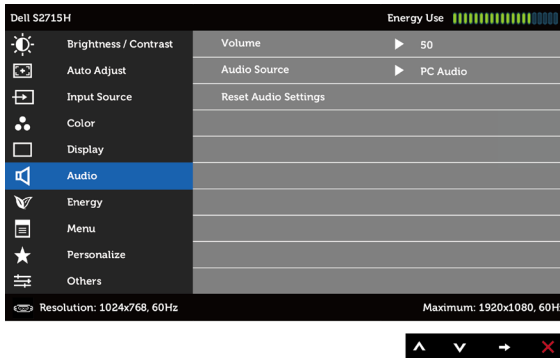 Dell S2715H Energy Use
Brightness / Contrast Volume 50
Auto Adjust Audio Source PC Audio
Input Source Reset Audio Settings
Color
Display
Audio
Energy
Menu
Personalize
Others
Resolution: 1024x768, 60Hz Maximum: 1920x1080, 60H